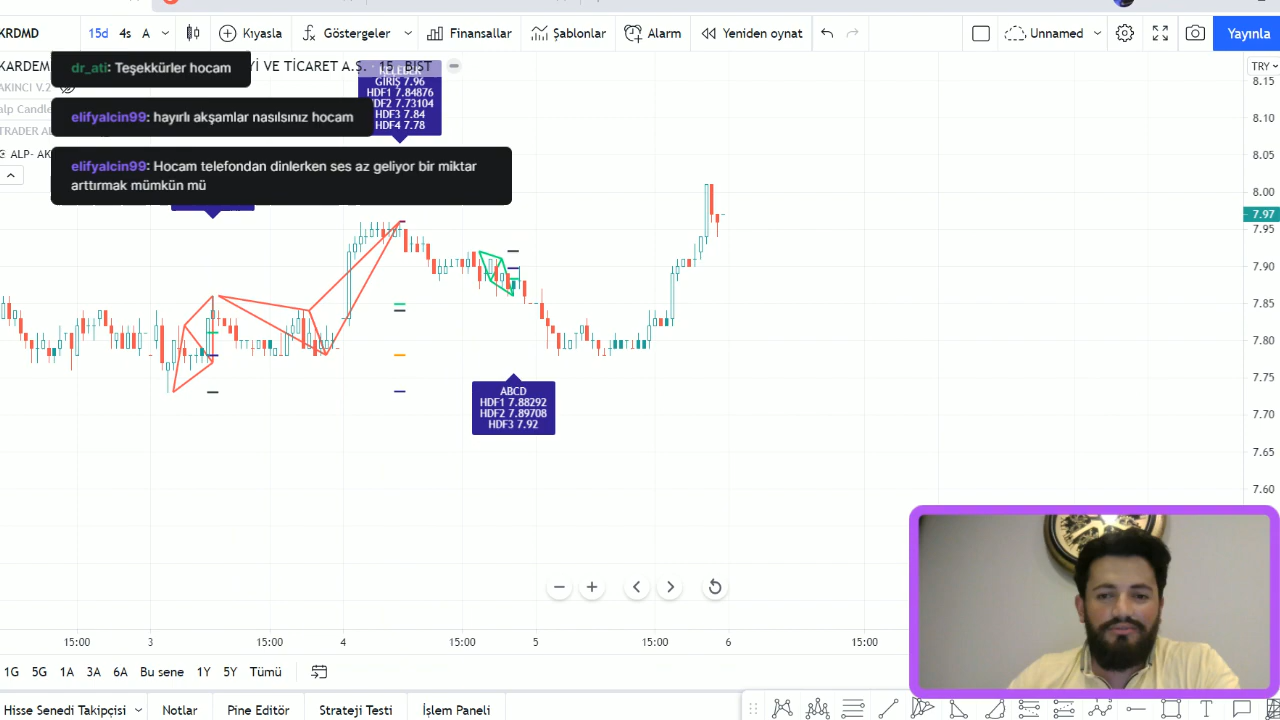 KRDMD
15d
4s
A
Kıyasla
Göstergeler
Finansallar
Şablonlar
Alarm
Yeniden oynat
Unnamed
Yayınla
KARDEM
Yİ VE TİCARET A.Ş. · 15 · BIST
TRY
AKINCI V.2
alp Candle
TRADER AK
ALP- AK
dr_ati: Teşekkürler hocam
elifyalcin99: hayırlı akşamlar nasılsınız hocam
elifyalcin99: Hocam telefondan dinlerken ses az geliyor bir miktar
arttırmak mümkün mü
GİRİŞ 7.96
HDF1 7.84876
HDF2 7.73104
HDF3 7.84
HDF4 7.78
ABCD
HDF1 7.88292
HDF2 7.89708
HDF3 7.92
8.15
8.10
8.05
8.00
7.97
7.95
7.90
7.85
7.80
7.75
7.70
7.65
7.60
15:00
3
15:00
4
15:00
5
15:00
6
15:00
1G
5G
1A
3A
6A
Bu sene
1Y
5Y
Tümü
Hisse Senedi Takipçisi
Notlar
Pine Editör
Strateji Testi
İşlem Paneli